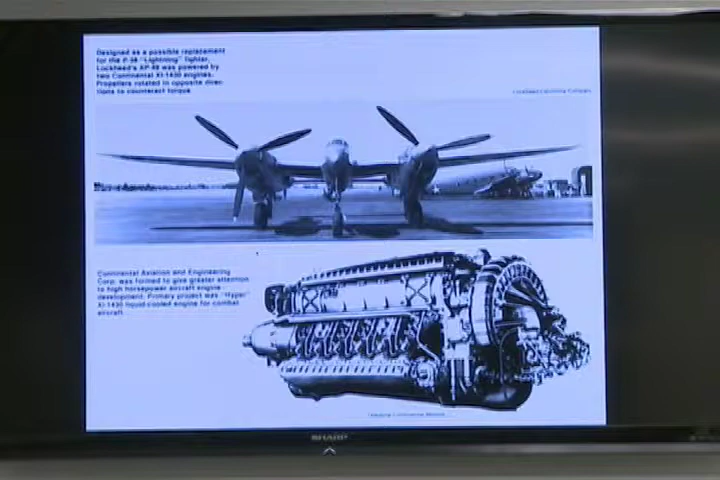 Designed as a possible replacement
for the P-38 "Lightning" fighter,
Lockheed's XP-49 was powered by
two Continental XI-1430 engines.
Propellers rotated in opposite direc-
tions to counteract torque.
Continental Aviation and Engineering
Corp. was formed to give greater attention
to high horsepower aircraft engine
development. Primary project was "Hyper"
XI-1430 liquid-cooled engine for combat
aircraft.
SHARP